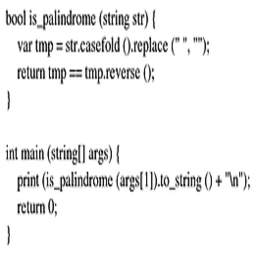 bool is_palindrome (string str) {
var tmp = str.casefold ().replace (" ", "");
return tmp == tmp.reverse ();
}
int main (string[] args) {
print (is_palindrome (args[1]).to_string () + "\n");
return 0;
}